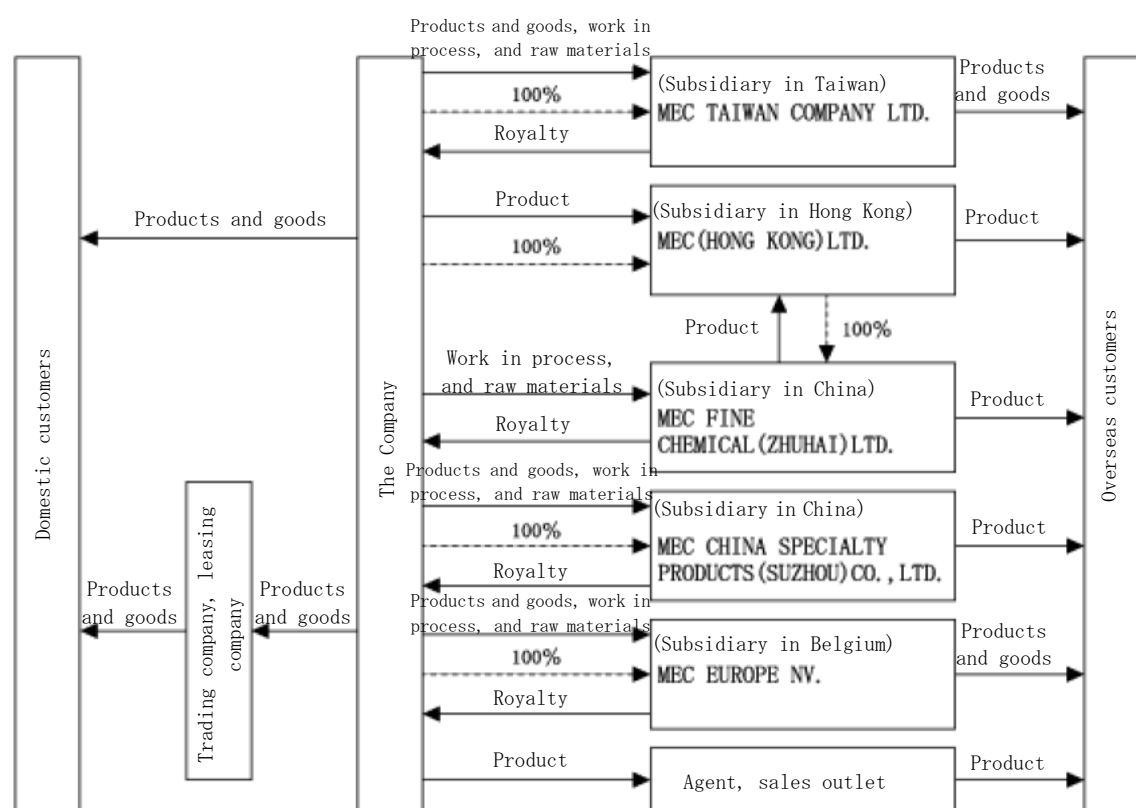 Products and goods, work in
process, and raw materials
100%
Royalty
(Subsidiary in Taiwan)
MEC TAIWAN COMPANY LTD.
Products
and goods
Products and goods
Product
100%
(Subsidiary in Hong Kong)
MEC(HONG KONG)LTD.
Product
Product
100%
Work in process,
and raw materials
Royalty
(Subsidiary in China)
MEC FINE
CHEMICAL(ZHUHAI)LTD.
Product
Domestic customers
The Company
Overseas customers
Products and goods, work in
process, and raw materials
100%
Royalty
(Subsidiary in China)
MEC CHINA SPECIALTY
PRODUCTS(SUZHOU)CO.,LTD.
Product
Products
and goods
Trading company, leasing
company
Products
and goods
Products and goods, work in
process, and raw materials
100%
Royalty
(Subsidiary in Belgium)
MEC EUROPE NV.
Products
and goods
Product
Agent, sales outlet
Product